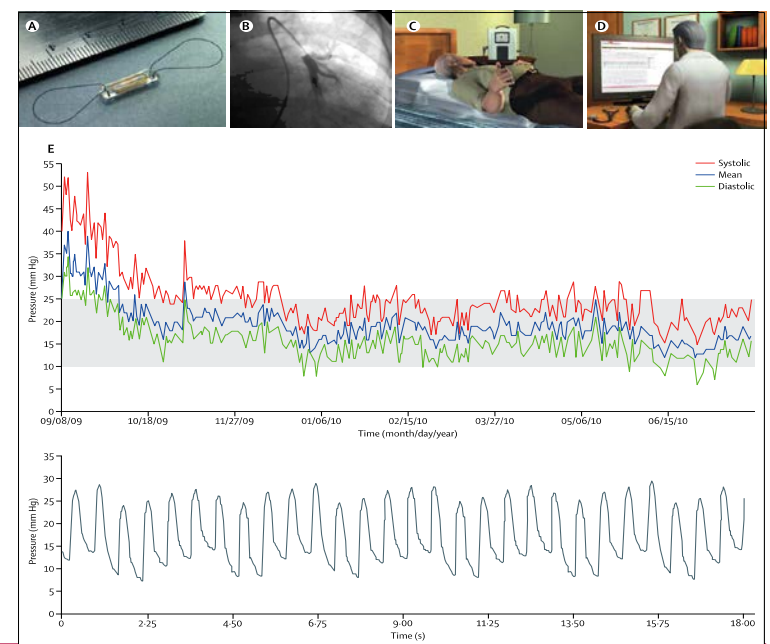 A
B
C
D
E
Systolic
Mean
Diastolic
Pressure (mm Hg)
55
50
45
40
35
30
25
20
15
10
5
0
09/08/09 10/18/09 11/27/09 01/06/10 02/15/10 03/27/10 05/06/10 06/15/10
Time (month/day/year)
Pressure (mm Hg)
35
30
25
20
15
10
5
0
0 2·25 4·50 6·75 9·00 11·25 13·50 15·75 18·00
Time (s)